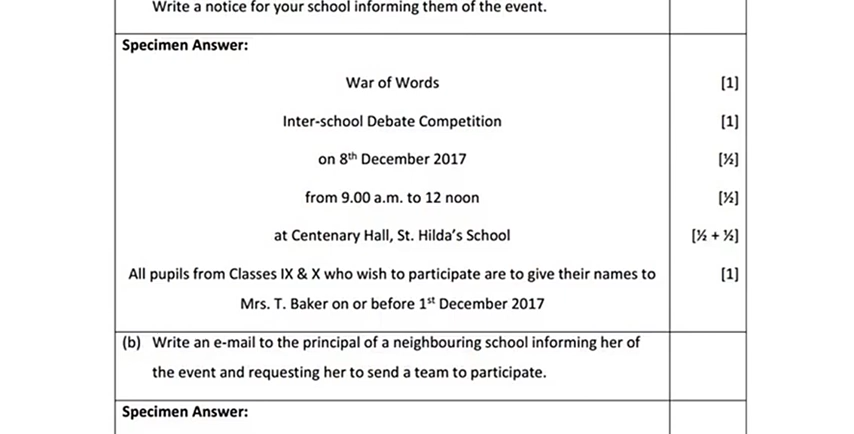 Write a notice for your school informing them of the event.
Specimen Answer:
War of Words [1]
Inter-school Debate Competition [1]
on 8th December 2017 [½]
from 9.00 a.m. to 12 noon [½]
at Centenary Hall, St. Hilda's School [½ + ½]
All pupils from Classes IX & X who wish to participate are to give their names to [1]
Mrs. T. Baker on or before 1st December 2017
(b) Write an e-mail to the principal of a neighbouring school informing her of
the event and requesting her to send a team to participate.
Specimen Answer: